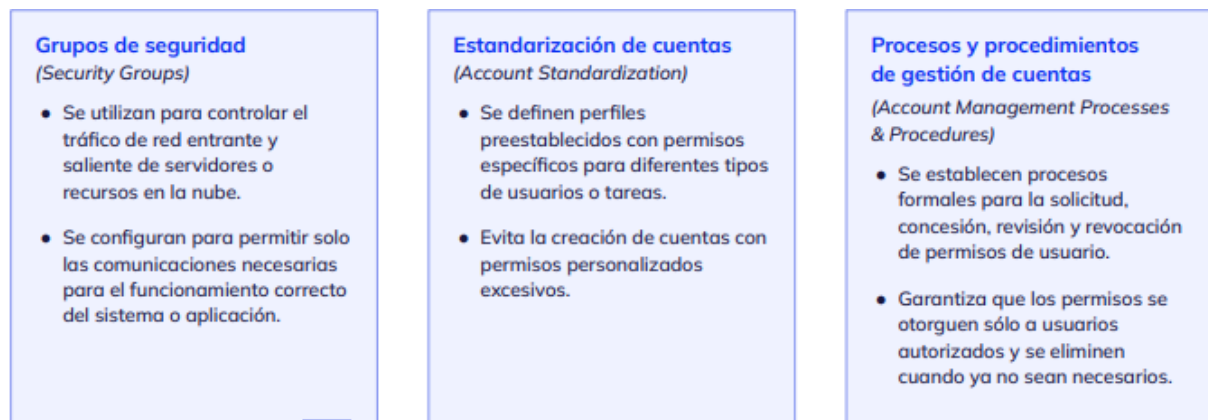 Grupos de seguridad
(Security Groups)
● Se utilizan para controlar el
tráfico de red entrante y
saliente de servidores o
recursos en la nube.
● Se configuran para permitir solo
las comunicaciones necesarias
para el funcionamiento correcto
del sistema o aplicación.
Estandarización de cuentas
(Account Standardization)
● Se definen perfiles
preestablecidos con permisos
específicos para diferentes tipos
de usuarios o tareas.
● Evita la creación de cuentas con
permisos personalizados
excesivos.
Procesos y procedimientos
de gestión de cuentas
(Account Management Processes
& Procedures)
● Se establecen procesos
formales para la solicitud,
concesión, revisión y revocación
de permisos de usuario.
● Garantiza que los permisos se
otorguen sólo a usuarios
autorizados y se eliminen
cuando ya no sean necesarios.